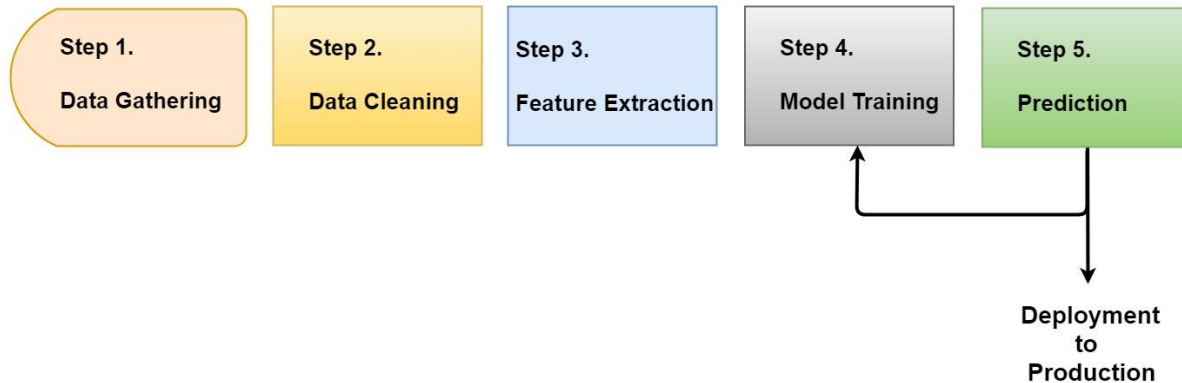 Step 1.
Data Gathering
Step 2.
Data Cleaning
Step 3.
Feature Extraction
Step 4.
Model Training
Step 5.
Prediction
Deployment
to
Production